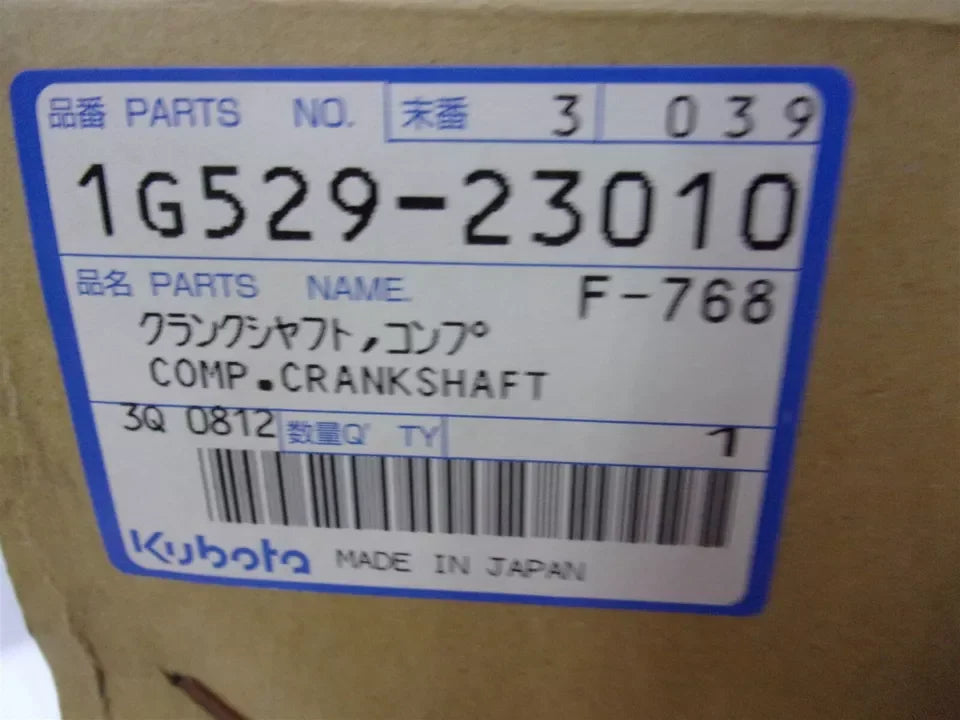 品番 PARTS NO. 末番 3 039
1G529-23010
品名 PARTS NAME. F-768
クランクシャフト,コンプ
COMP.CRANKSHAFT
3Q 0812 数量Q' TY 1
Kubota MADE IN JAPAN